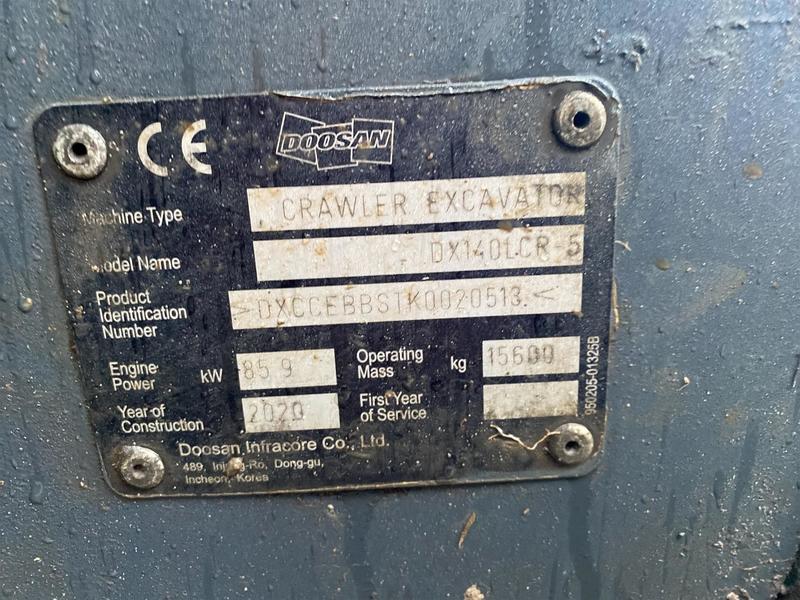 CE
DOOSAN
Machine Type CRAWLER EXCAVATOR
Model Name DX140LCR-5
Product Identification Number >DXCCEBBSTK0020513<
Engine Power kW 85.9
Operating Mass kg 15600
Year of Construction 2020
First Year of Service
Doosan Infracore Co., Ltd.
489, Injung-Ro, Dong-gu,
Incheon, Korea
950205-01325B